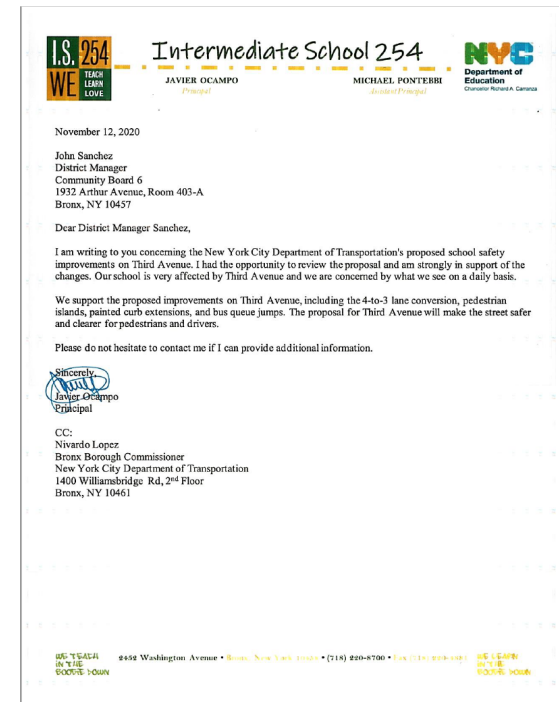 I.S. 254
WE TEACH
LEARN
LOVE
Intermediate School 254
JAVIER OCAMPO
Principal
MICHAEL PONTEBBI
Assistant Principal
NYC
Department of
Education
Chancellor Richard A. Carranza
November 12, 2020
John Sanchez
District Manager
Community Board 6
1932 Arthur Avenue, Room 403-A
Bronx, NY 10457
Dear District Manager Sanchez,
I am writing to you concerning the New York City Department of Transportation's proposed school safety
improvements on Third Avenue. I had the opportunity to review the proposal and am strongly in support of the
changes. Our school is very affected by Third Avenue and we are concerned by what we see on a daily basis.
We support the proposed improvements on Third Avenue, including the 4-to-3 lane conversion, pedestrian
islands, painted curb extensions, and bus queue jumps. The proposal for Third Avenue will make the street safer
and clearer for pedestrians and drivers.
Please do not hesitate to contact me if I can provide additional information.
Sincerely,
Javier Ocampo
Principal
CC:
Nivardo Lopez
Bronx Borough Commissioner
New York City Department of Transportation
1400 Williamsbridge Rd, 2nd Floor
Bronx, NY 10461
WE TEACH
IN THE
BOOGIE DOWN
2452 Washington Avenue • Bronx, New York • (718) 220-8700 • Fax
WE LEARN
IN THE
BOOGIE DOWN